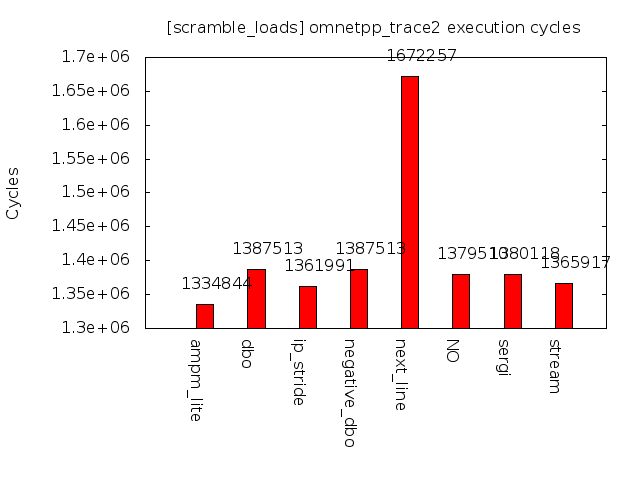 [scramble_loads] omnetpp_trace2 execution cycles
Cycles
1.7e+06
1.65e+06
1.6e+06
1.55e+06
1.5e+06
1.45e+06
1.4e+06
1.35e+06
1.3e+06
1334844
1387513
1361991
1387513
1672257
1379510
1380118
1365917
ampm_lite
dbo
ip_stride
negative_dbo
next_line
NO
sergi
stream